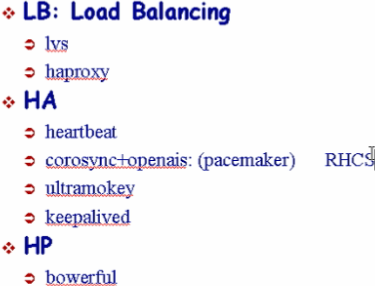 LB: Load Balancing
lvs
haproxy
HA
heartbeat
corosync+openais: (pacemaker) RHCS
ultramokey
keepalived
HP
bowerful